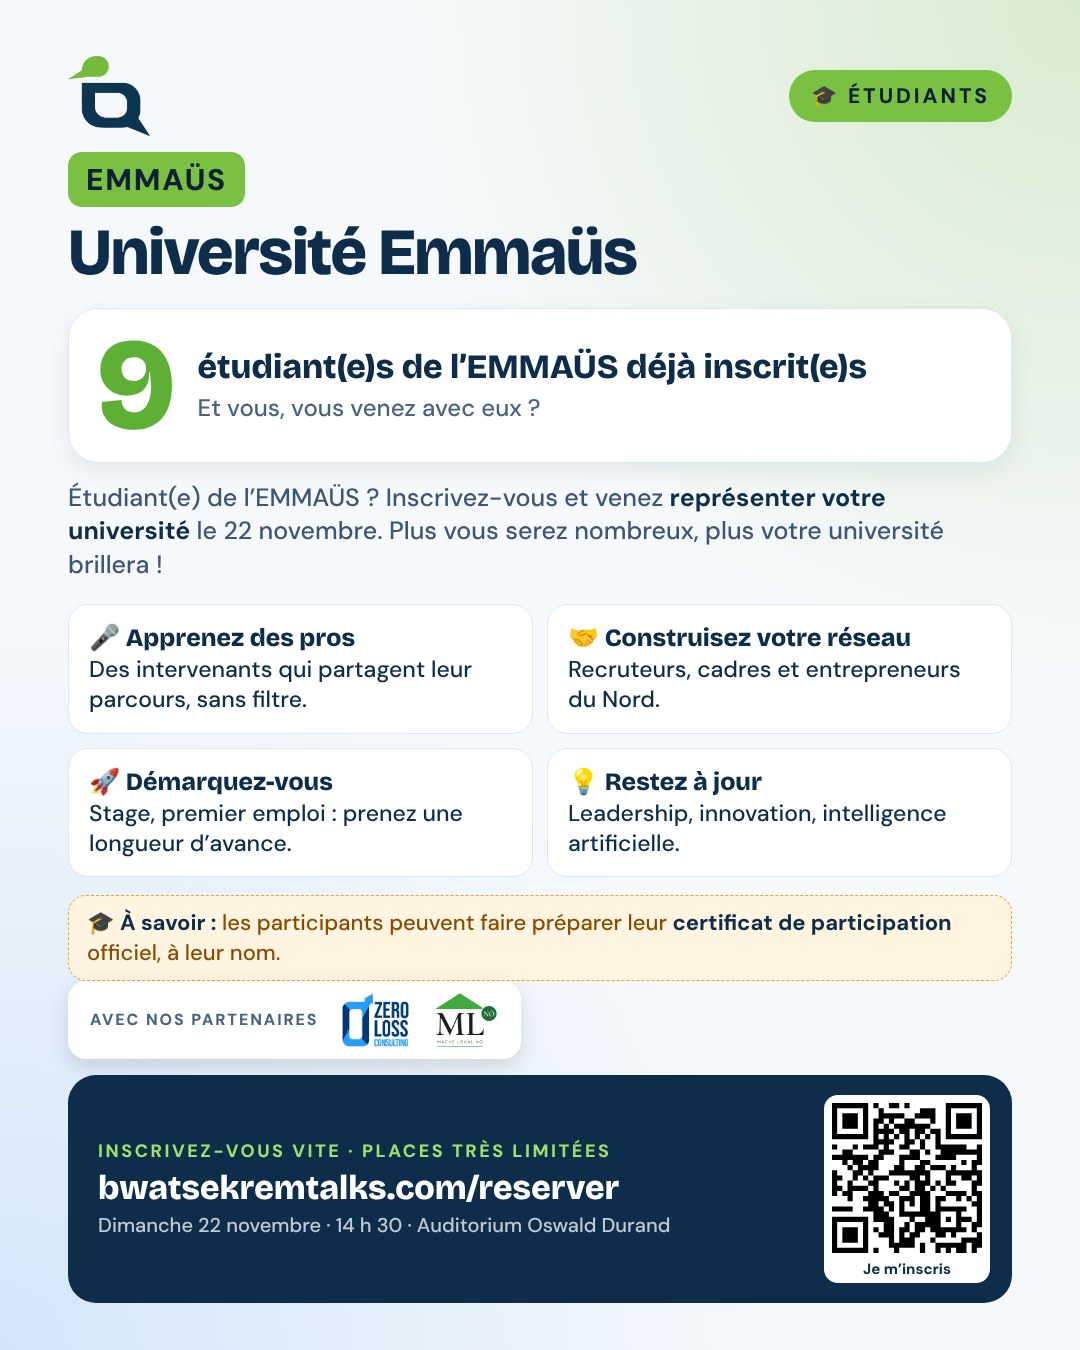 🎓 ÉTUDIANTS
EMMAÜS
Université Emmaüs
9
étudiant(e)s de l’EMMAÜS déjà inscrit(e)s
Et vous, vous venez avec eux ?
Étudiant(e) de l’EMMAÜS ? Inscrivez-vous et venez représenter votre
université le 22 novembre. Plus vous serez nombreux, plus votre université
brillera !
🎤 Apprenez des pros
Des intervenants qui partagent leur
parcours, sans filtre.
🤝 Construisez votre réseau
Recruteurs, cadres et entrepreneurs
du Nord.
🚀 Démarquez-vous
Stage, premier emploi : prenez une
longueur d’avance.
💡 Restez à jour
Leadership, innovation, intelligence
artificielle.
🎓 À savoir : les participants peuvent faire préparer leur certificat de participation
officiel, à leur nom.
AVEC NOS PARTENAIRES
ZERO
LOSS
CONSULTING
ML
NÒ
MACYÈ LOKAL NÒ
INSCRIVEZ-VOUS VITE · PLACES TRÈS LIMITÉES
bwatsekremtalks.com/reserver
Dimanche 22 novembre · 14 h 30 · Auditorium Oswald Durand
Je m’inscris